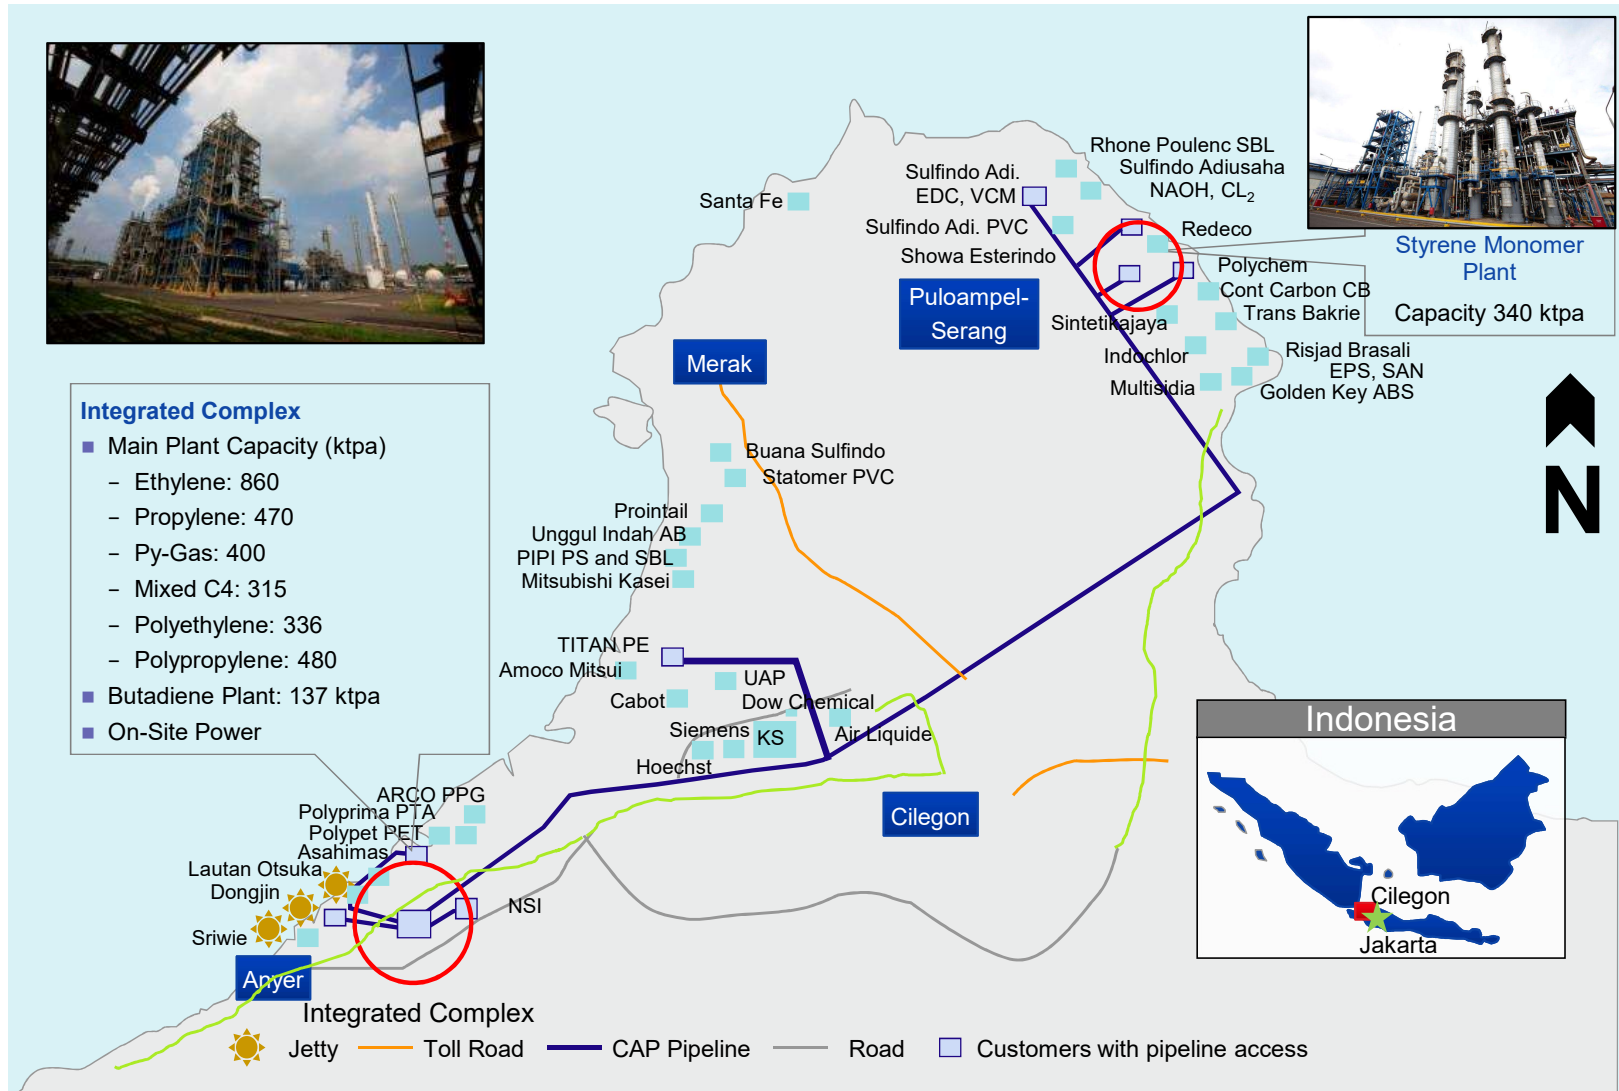 Rhone Poulenc SBL
Sulfindo Adiusaha
NAOH, CL₂
Sulfindo Adi.
EDC, VCM
Santa Fe
Sulfindo Adi. PVC
Redeco
Showa Esterindo
Styrene Monomer
Plant
Capacity 340 ktpa
Polychem
Cont Carbon CB
Trans Bakrie
Puloampel-
Serang
Sintetikajaya
Indochlor
Risjad Brasali
EPS, SAN
Multisidia
Golden Key ABS
Merak
N
Integrated Complex
■ Main Plant Capacity (ktpa)
– Ethylene: 860
– Propylene: 470
– Py-Gas: 400
– Mixed C4: 315
– Polyethylene: 336
– Polypropylene: 480
■ Butadiene Plant: 137 ktpa
■ On-Site Power
Buana Sulfindo
Statomer PVC
Prointail
Unggul Indah AB
PIPI PS and SBL
Mitsubishi Kasei
TITAN PE
Amoco Mitsui
UAP
Cabot
Dow Chemical
Siemens
KS
Air Liquide
Hoechst
Indonesia
Cilegon
Jakarta
ARCO PPG
Polyprima PTA
Polypet PET
Asahimas
Cilegon
Lautan Otsuka
Dongjin
NSI
Sriwie
Anyer
Integrated Complex
Jetty
Toll Road
CAP Pipeline
Road
Customers with pipeline access